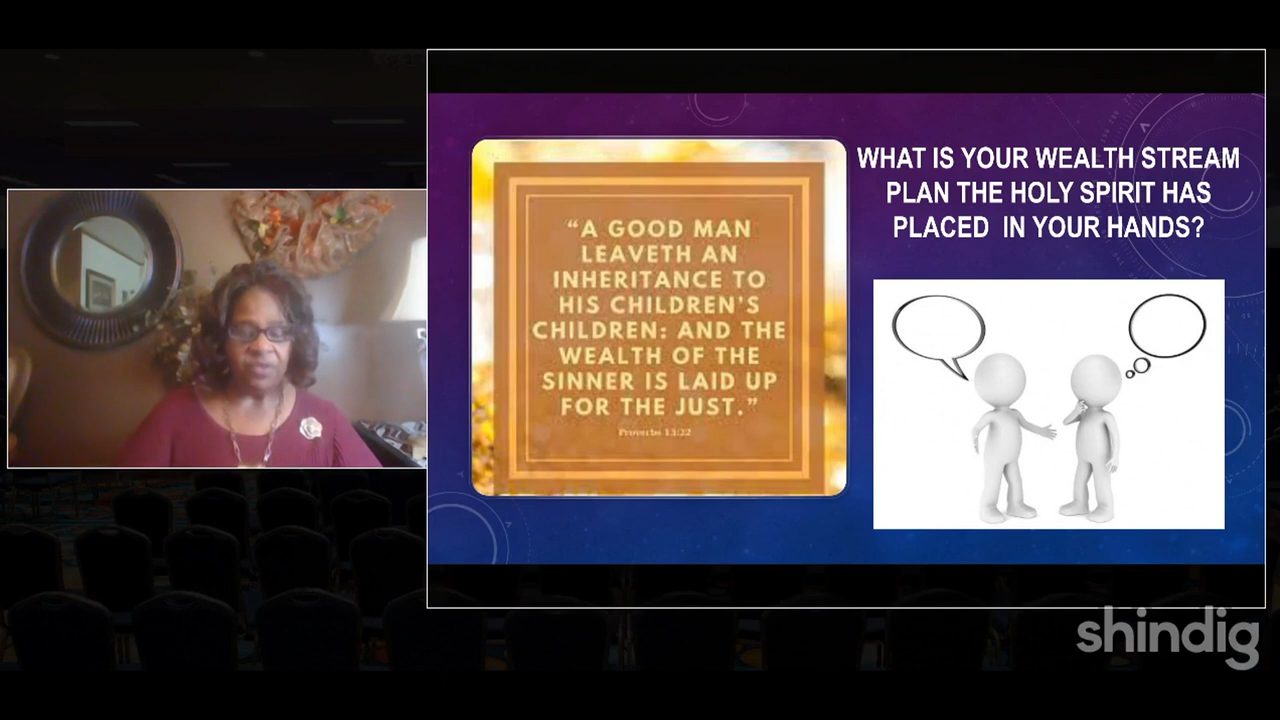 “A GOOD MAN
LEAVETH AN
INHERITANCE TO
HIS CHILDREN’S
CHILDREN: AND THE
WEALTH OF THE
SINNER IS LAID UP
FOR THE JUST.”
Proverbs 13:22
WHAT IS YOUR WEALTH STREAM
PLAN THE HOLY SPIRIT HAS
PLACED IN YOUR HANDS?
shindig